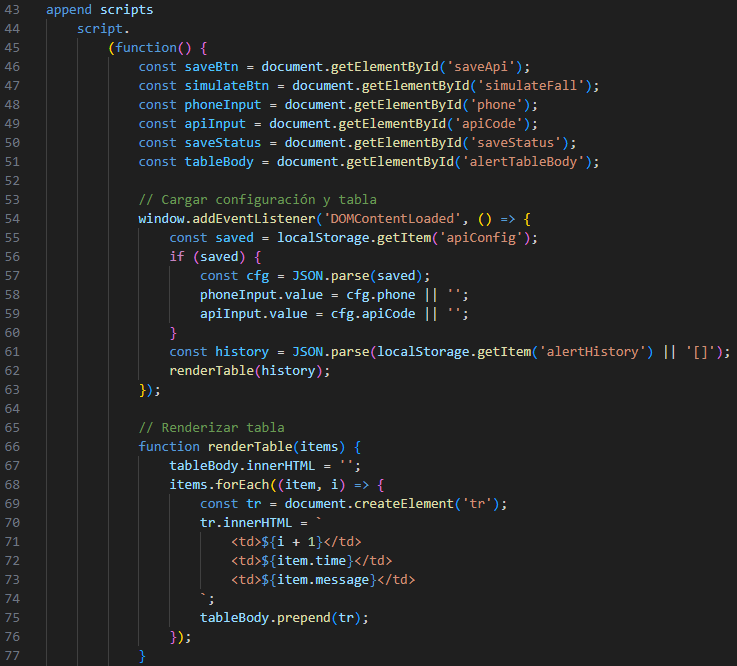 43 append scripts
44 script.
45 (function() {
46 const saveBtn = document.getElementById('saveApi');
47 const simulateBtn = document.getElementById('simulateFall');
48 const phoneInput = document.getElementById('phone');
49 const apiInput = document.getElementById('apiCode');
50 const saveStatus = document.getElementById('saveStatus');
51 const tableBody = document.getElementById('alertTableBody');
52
53 // Cargar configuración y tabla
54 window.addEventListener('DOMContentLoaded', () => {
55 const saved = localStorage.getItem('apiConfig');
56 if (saved) {
57 const cfg = JSON.parse(saved);
58 phoneInput.value = cfg.phone || '';
59 apiInput.value = cfg.apiCode || '';
60 }
61 const history = JSON.parse(localStorage.getItem('alertHistory') || '[]');
62 renderTable(history);
63 });
64
65 // Renderizar tabla
66 function renderTable(items) {
67 tableBody.innerHTML = '';
68 items.forEach((item, i) => {
69 const tr = document.createElement('tr');
70 tr.innerHTML = `
71 <td>${i + 1}</td>
72 <td>${item.time}</td>
73 <td>${item.message}</td>
74 `;
75 tableBody.prepend(tr);
76 });
77 }